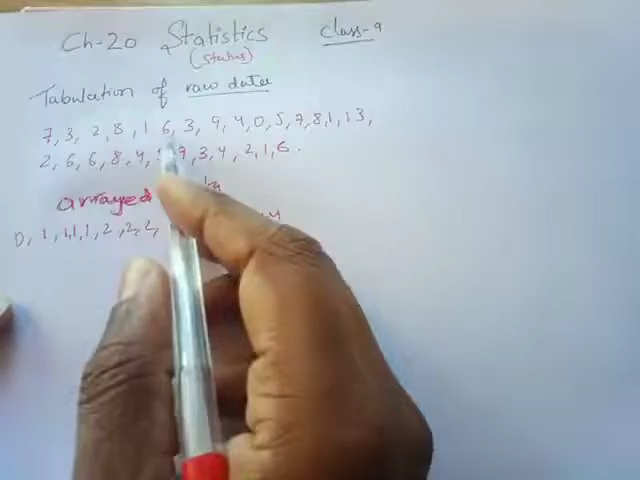 Ch-20 Statistics class-9
(status)
Tabulation of raw data
7, 3, 2, 8, 1 6, 3, 9, 4, 0, 5, 7, 8, 1, 13,
2, 6, 6, 8, 4, 9, 3, 4, 2, 1, 6.
arrayed
0, 1, 1, 1, 1, 2, 2, 2,